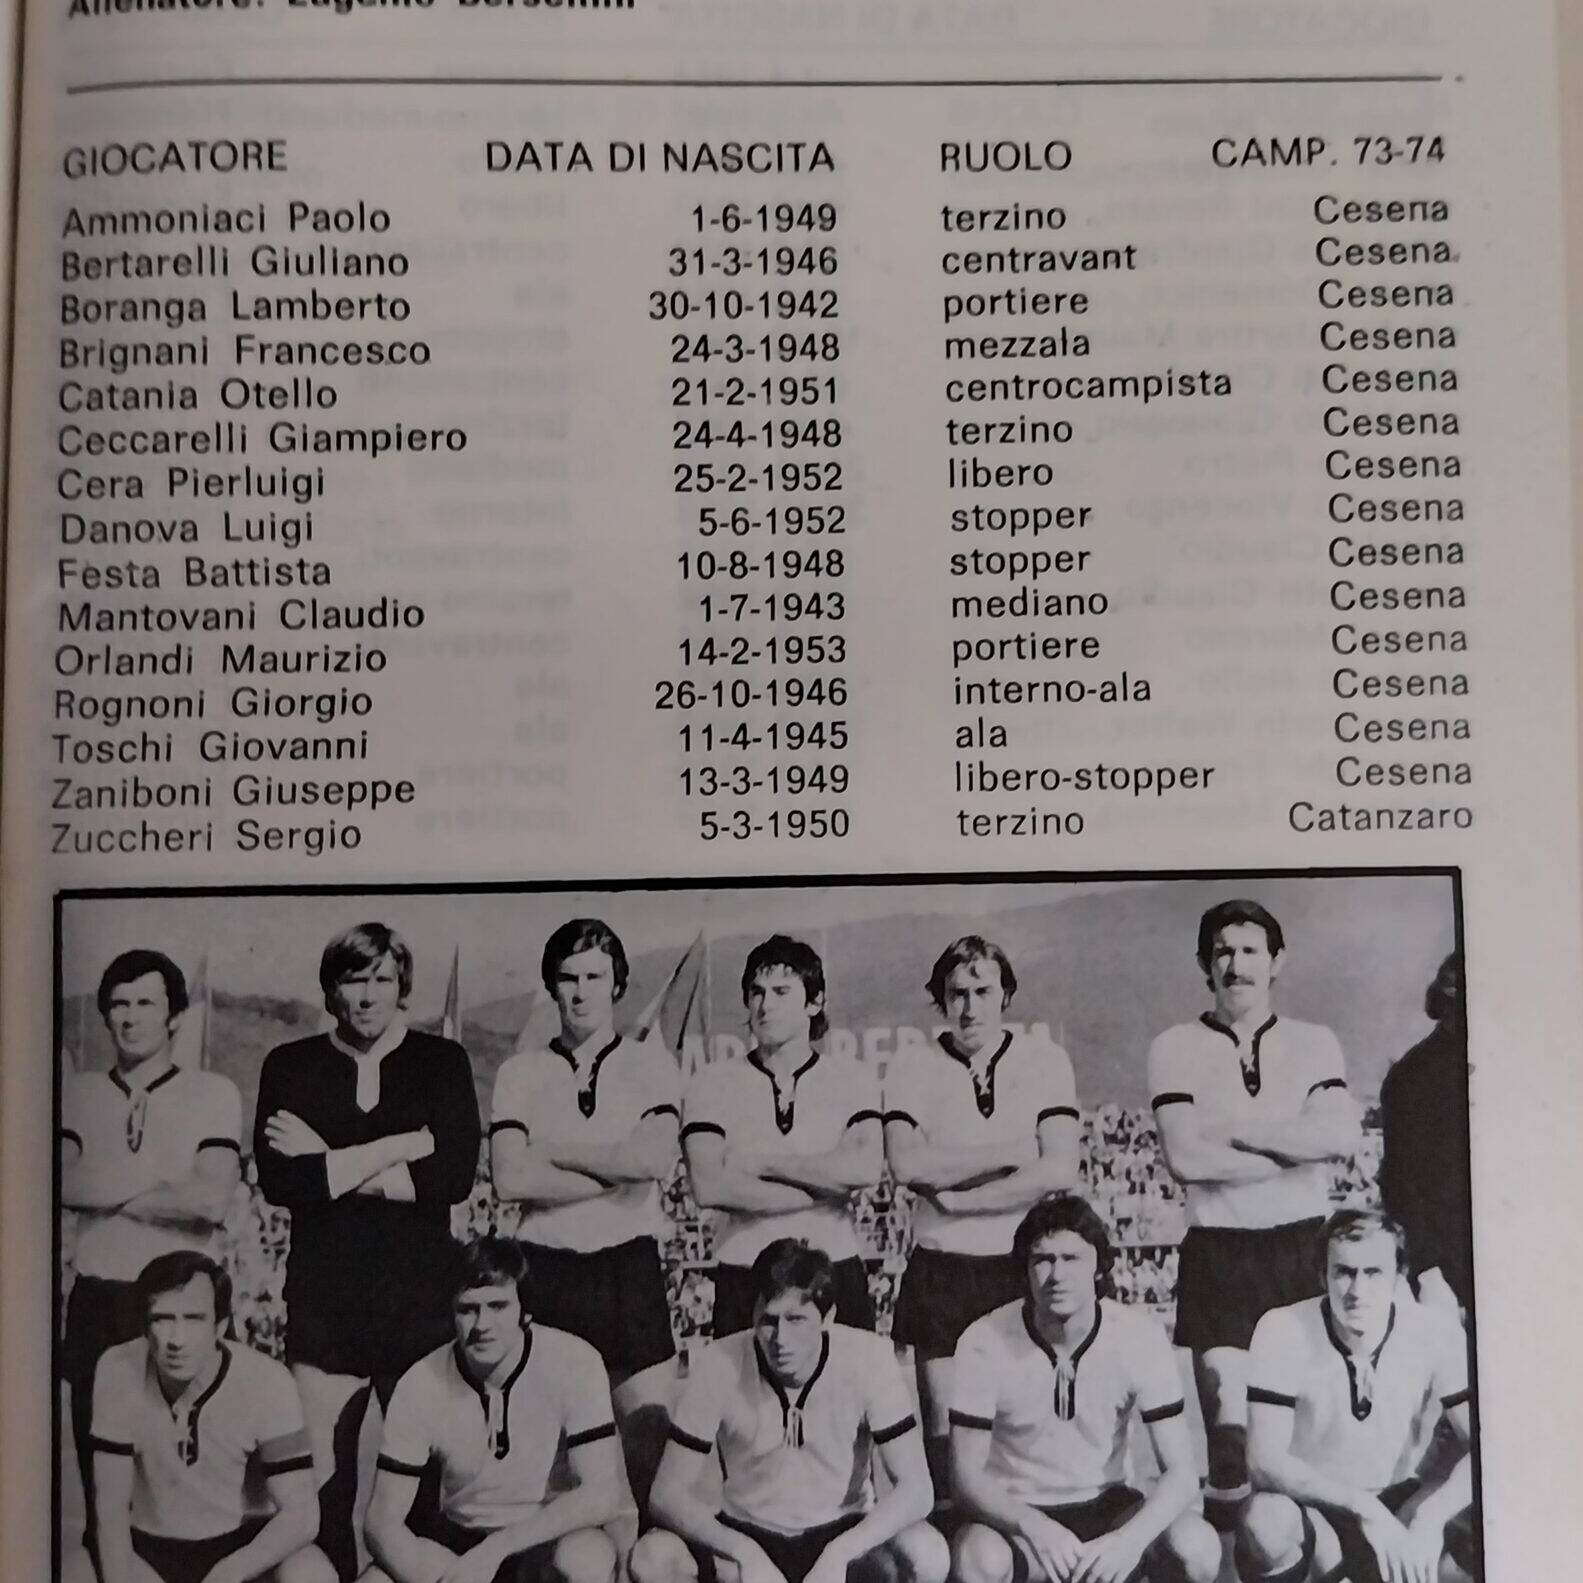 Allenatore: Eugenio Bersellini
GIOCATORE DATA DI NASCITA RUOLO CAMP. 73-74
Ammoniaci Paolo 1-6-1949 terzino Cesena
Bertarelli Giuliano 31-3-1946 centravant Cesena
Boranga Lamberto 30-10-1942 portiere Cesena
Brignani Francesco 24-3-1948 mezzala Cesena
Catania Otello 21-2-1951 centrocampista Cesena
Ceccarelli Giampiero 24-4-1948 terzino Cesena
Cera Pierluigi 25-2-1952 libero Cesena
Danova Luigi 5-6-1952 stopper Cesena
Festa Battista 10-8-1948 stopper Cesena
Mantovani Claudio 1-7-1943 mediano Cesena
Orlandi Maurizio 14-2-1953 portiere Cesena
Rognoni Giorgio 26-10-1946 interno-ala Cesena
Toschi Giovanni 11-4-1945 ala Cesena
Zaniboni Giuseppe 13-3-1949 libero-stopper Cesena
Zuccheri Sergio 5-3-1950 terzino Catanzaro